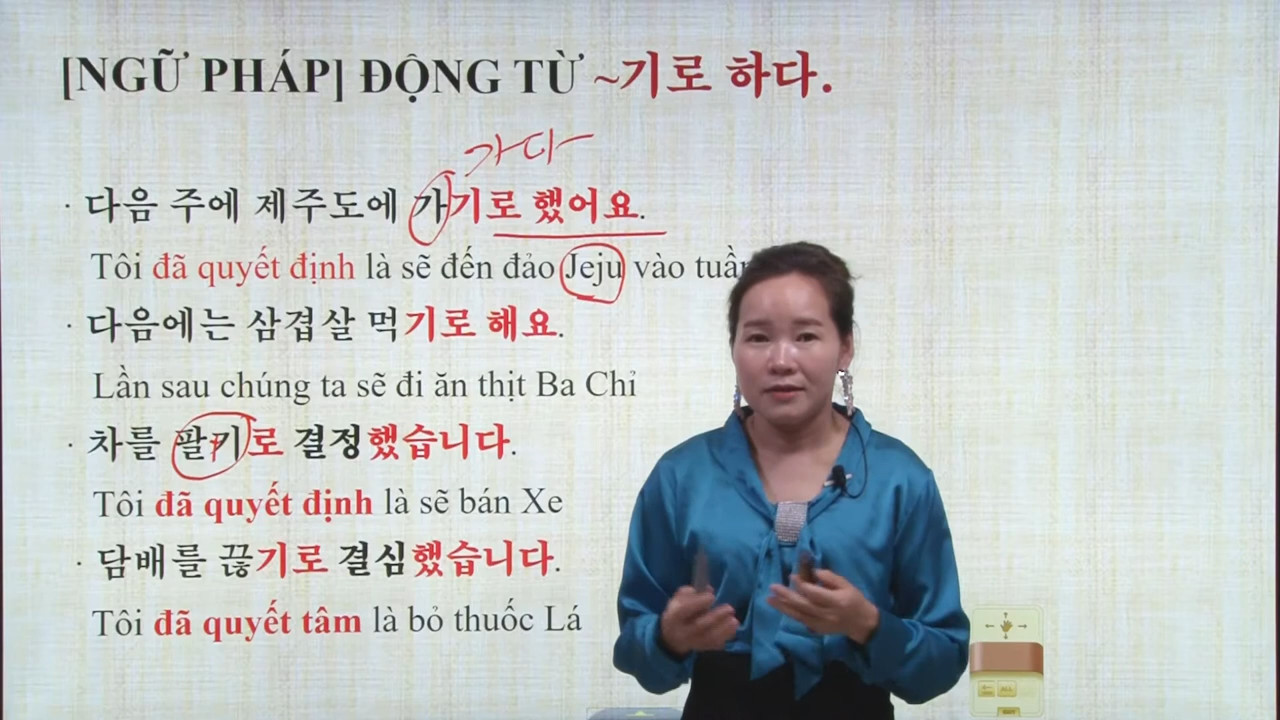 [NGỮ PHÁP] ĐỘNG TỪ ~기로 하다.
가다
· 다음 주에 제주도에 가기로 했어요.
Tôi đã quyết định là sẽ đến đảo Jeju vào
· 다음에는 삼겹살 먹기로 해요.
Lần sau chúng ta sẽ đi ăn thịt Ba Chỉ
· 차를 팔기로 결정했습니다.
Tôi đã quyết định là sẽ bán Xe
· 담배를 끊기로 결심했습니다.
Tôi đã quyết tâm là bỏ thuốc Lá